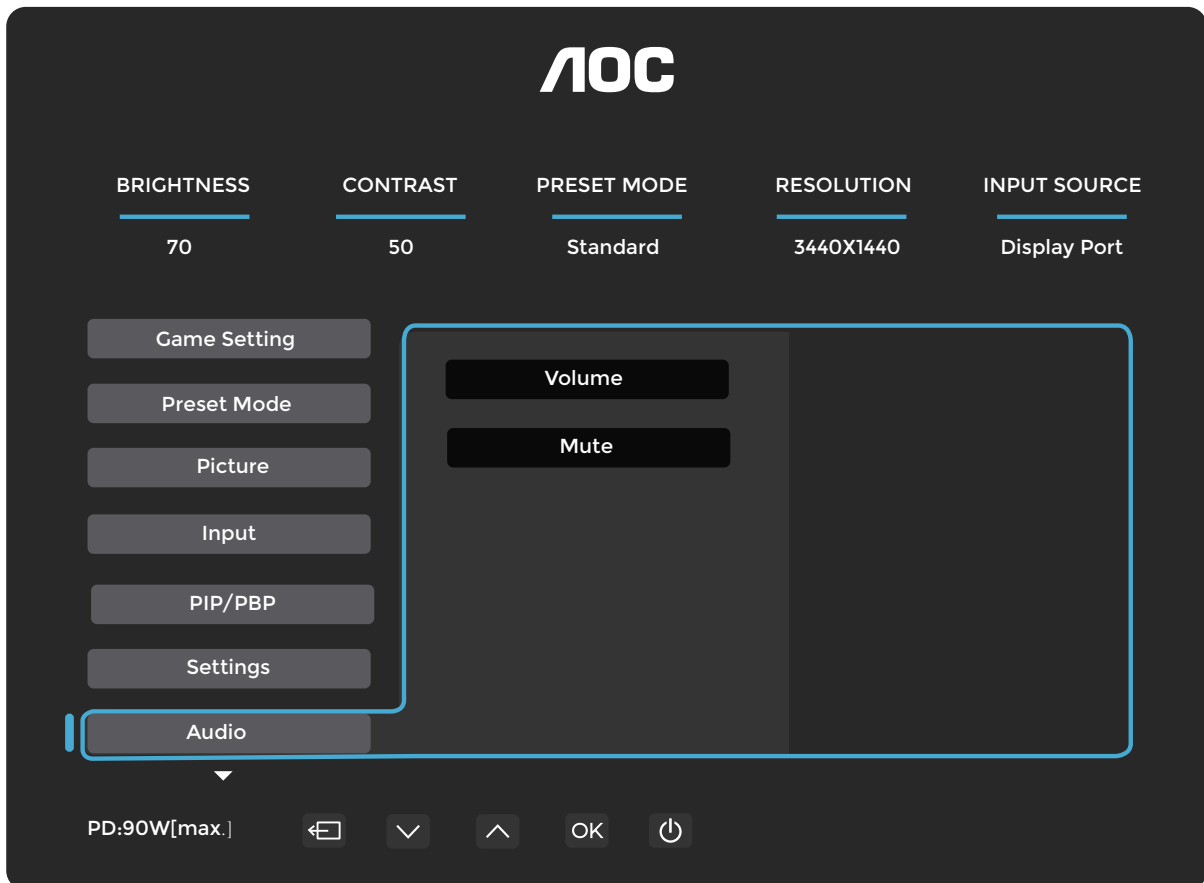 AOC
BRIGHTNESS CONTRAST PRESET MODE RESOLUTION INPUT SOURCE
70 50 Standard 3440X1440 Display Port
Game Setting
Volume
Preset Mode
Mute
Picture
Input
PIP/PBP
Settings
Audio
PD:90W[max.]
OK